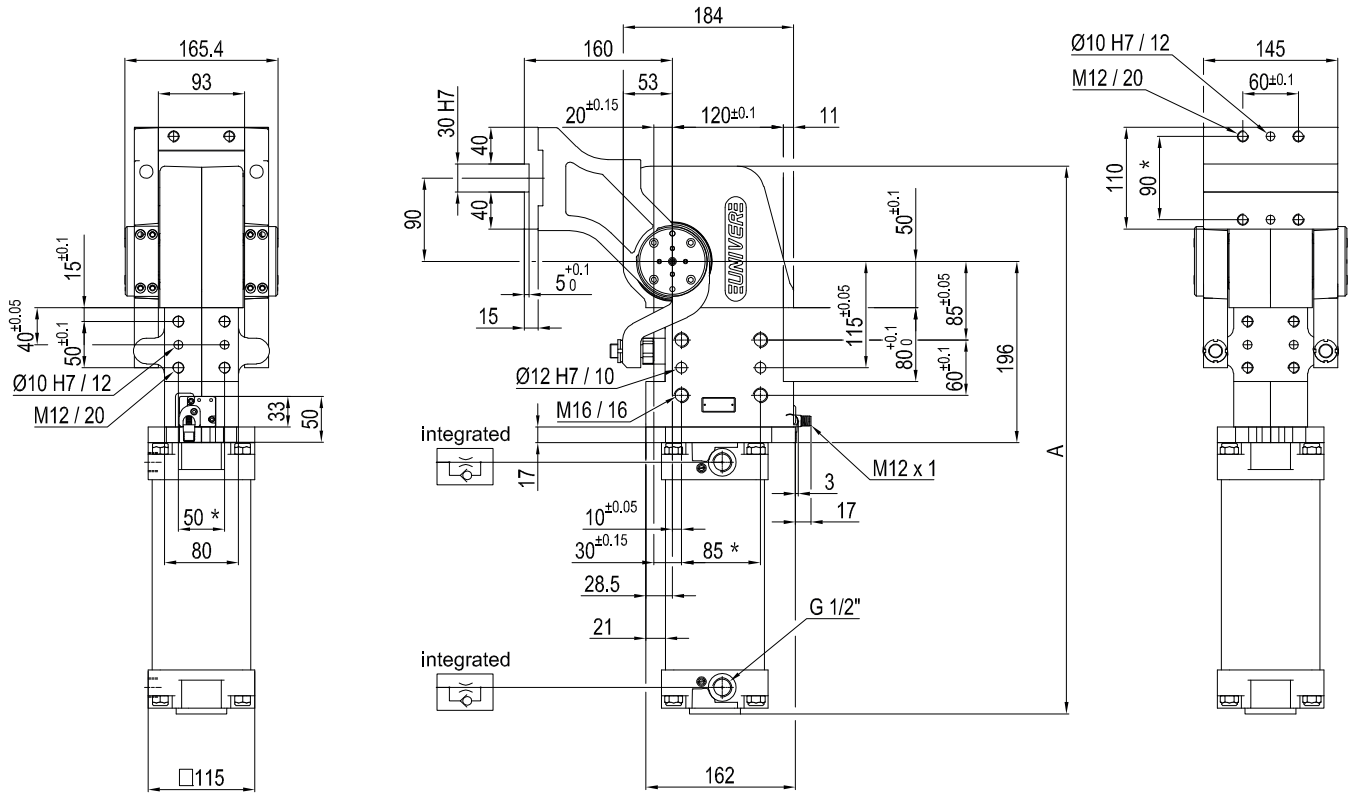 165.4
93
15±0.1
40±0.05
50±0.1
Ø10 H7 / 12
M12 / 20
33
50
50 *
80
□115
184
160
53
20±0.15
120±0.1
11
30 H7
40
90
40
5 +0.1 0
15
UNIVER
50±0.1
115±0.05
85±0.05
80 +0.1 0
60±0.1
196
A
Ø12 H7 / 10
M16 / 16
integrated
17
M12 x 1
3
17
10±0.05
30±0.15
85 *
28.5
21
G 1/2"
integrated
162
Ø10 H7 / 12
M12 / 20
145
60±0.1
110
90 *